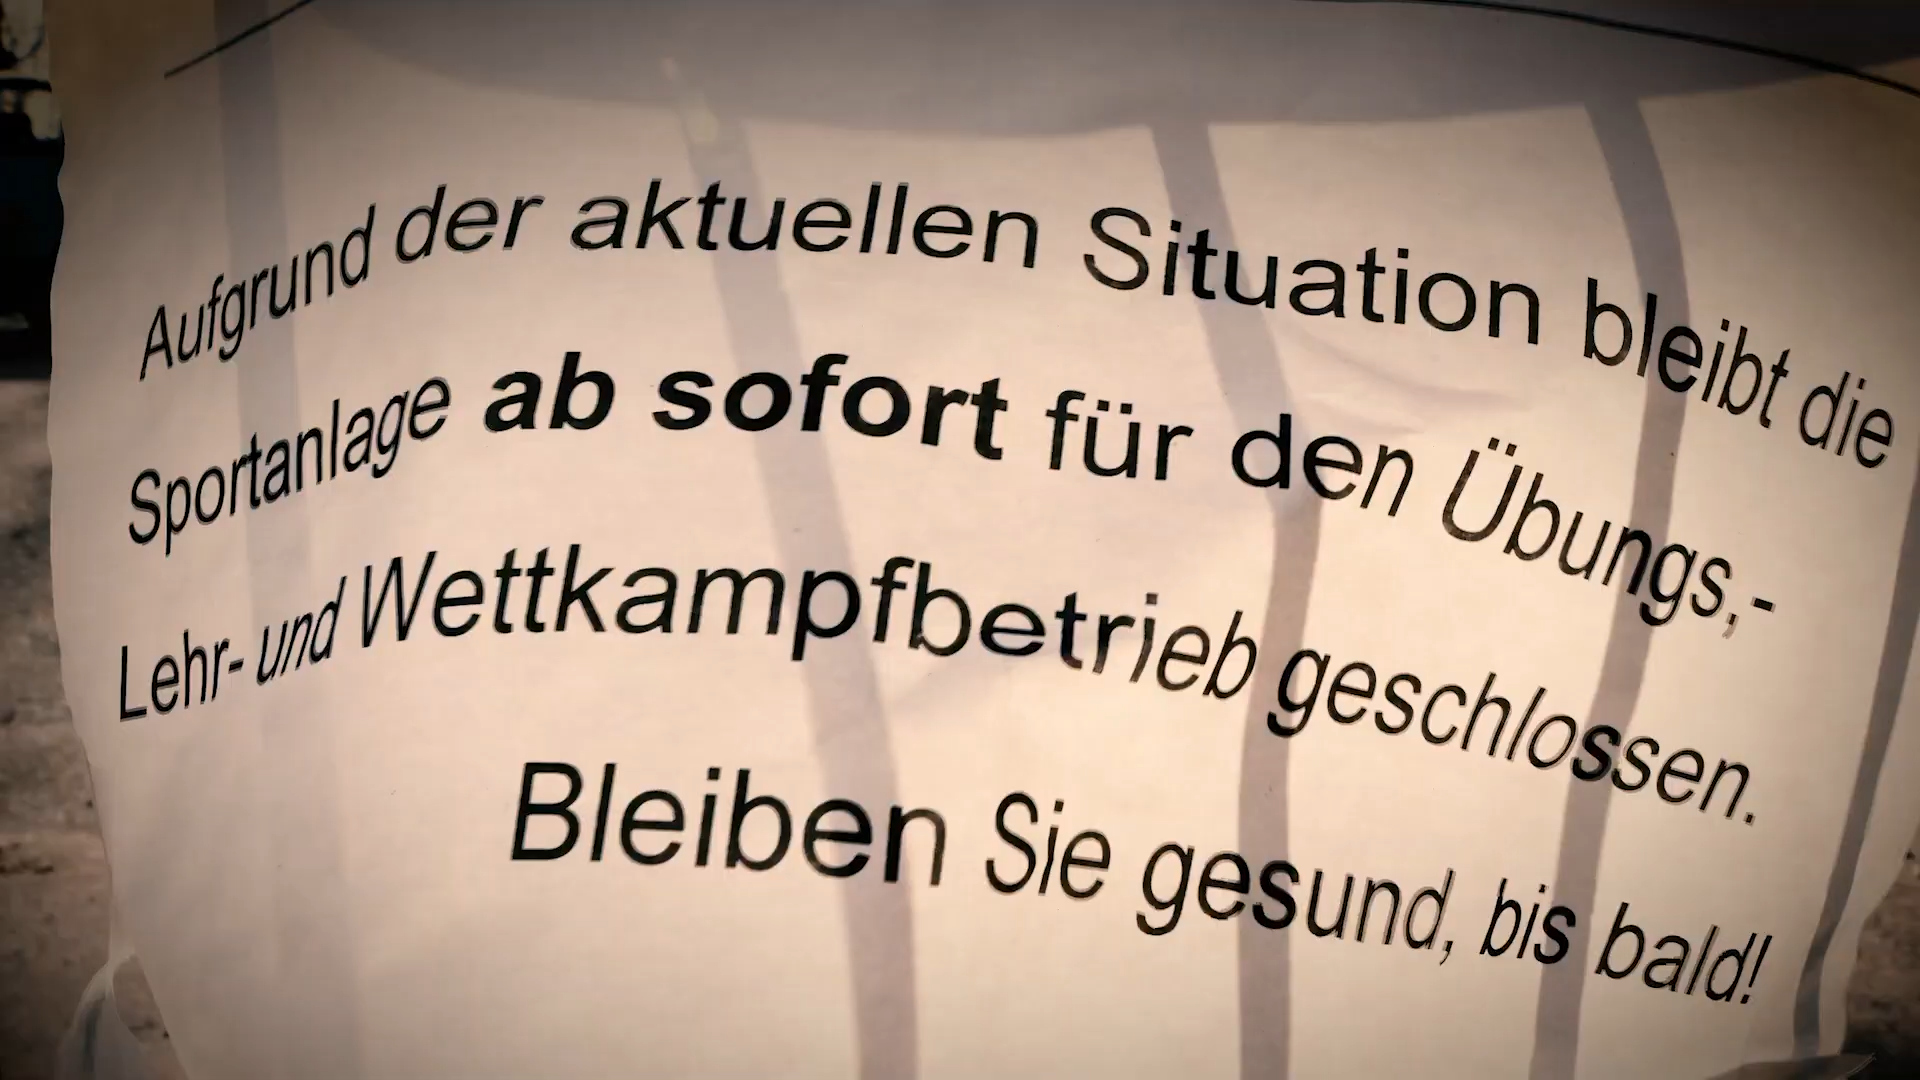 Aufgrund der aktuellen Situation bleibt die
Sportanlage ab sofort für den Übungs,-
Lehr- und Wettkampfbetrieb geschlossen.
Bleiben Sie gesund, bis bald!